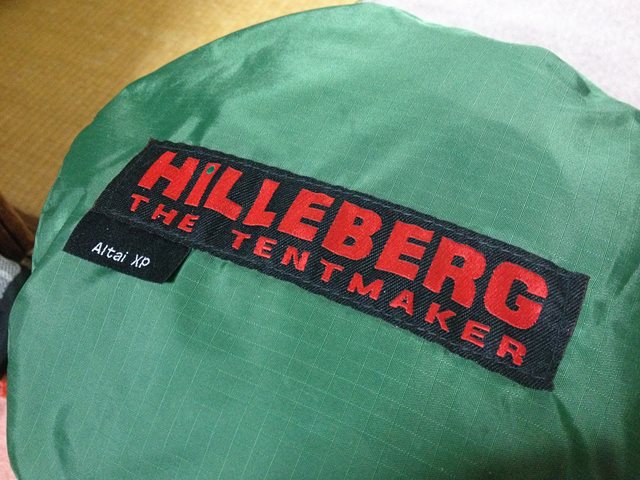 HiLLEBERG
THE TENTMAKER
Altai XP